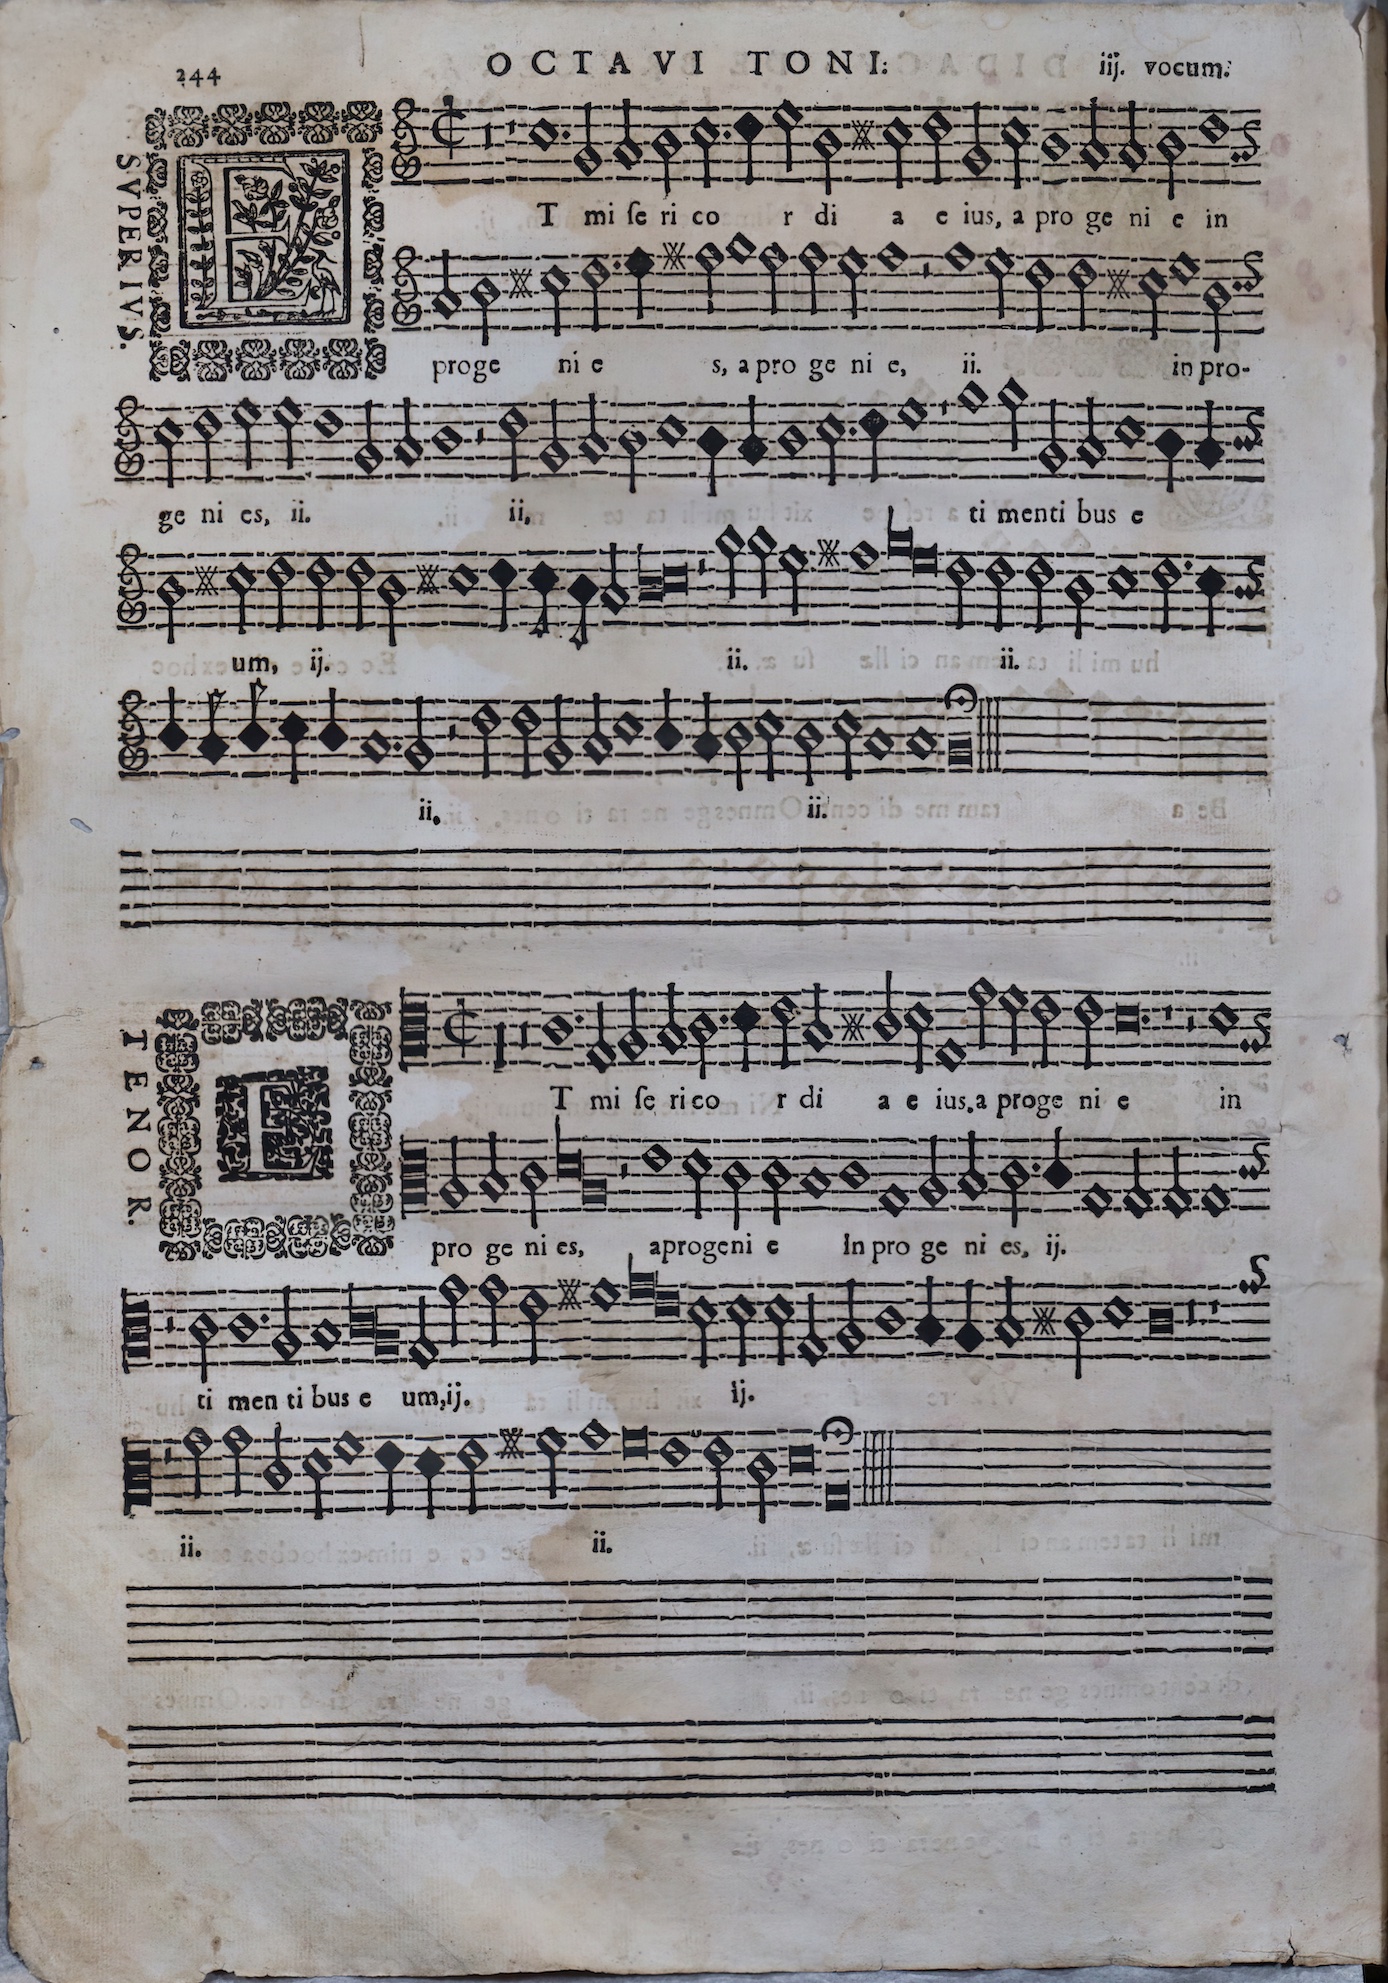 244 OCTAVI TONI: iij. vocum.
SVPERIVS.
ET mi se ri co r di a e ius, a pro ge ni e in
proge ni e s, a pro ge ni e, ii. in pro-
ge ni es, ii. ii, ti menti bus e
um, ij. ii. ii.
ii, ii.
TENOR.
ET mi se ri co r di a e ius, a proge ni e in
pro ge ni es, aprogeni e In pro ge ni es, ij.
ti men ti bus e um, ij. ij.
ii. ii.